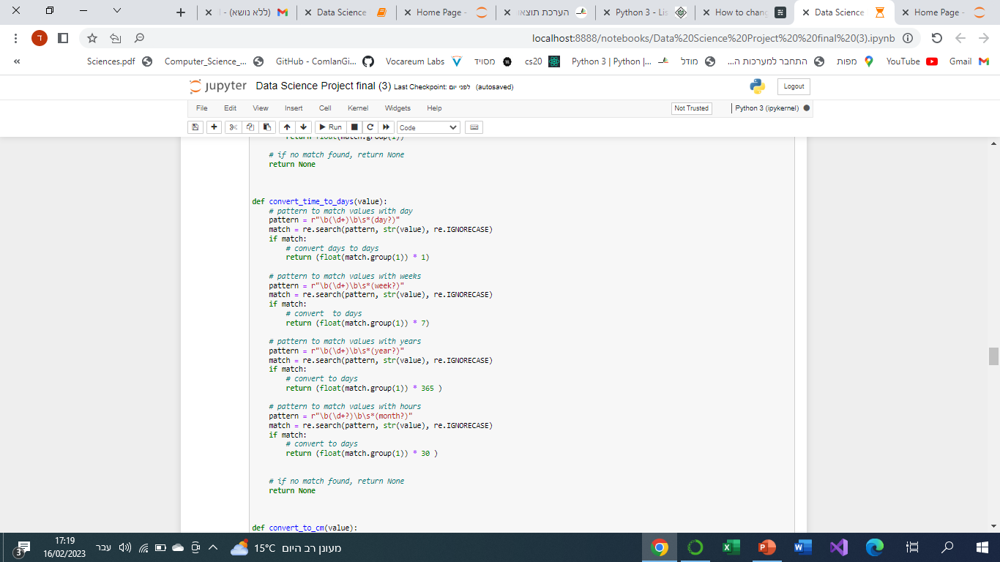 (ללא נושא) - ו
Data Science
Home Page -
הערכת תוצאו
Python 3 - Lis
How to chang
Data Science
Home Page -
ד
localhost:8888/notebooks/Data%20Science%20Project%20%20final%20(3).ipynb
«
Sciences.pdf
Computer_Science_...
GitHub - ComlanGi...
Vocareum Labs
מסויד
cs20
Python 3 | Python |...
מודל
התחבר למערכות ה...
מפות
YouTube
Gmail
jupyter Data Science Project final (3) Last Checkpoint: לפני יום (autosaved)
Logout
File Edit View Insert Cell Kernel Widgets Help
Not Trusted
Python 3 (ipykernel)
Run
Code
return float(match.group(1))
# if no match found, return None
return None
def convert_time_to_days(value):
# pattern to match values with day
pattern = r"\b(\d+)\b\s*(day?)"
match = re.search(pattern, str(value), re.IGNORECASE)
if match:
# convert days to days
return (float(match.group(1)) * 1)
# pattern to match values with weeks
pattern = r"\b(\d+)\b\s*(week?)"
match = re.search(pattern, str(value), re.IGNORECASE)
if match:
# convert  to days
return (float(match.group(1)) * 7)
# pattern to match values with years
pattern = r"\b(\d+)\b\s*(year?)"
match = re.search(pattern, str(value), re.IGNORECASE)
if match:
# convert to days
return (float(match.group(1)) * 365 )
# pattern to match values with hours
pattern = r"\b(\d+?)\b\s*(month?)"
match = re.search(pattern, str(value), re.IGNORECASE)
if match:
# convert to days
return (float(match.group(1)) * 30 )
# if no match found, return None
return None
def convert_to_cm(value):
3
17:19
16/02/2023
עבר
15°C מעונן רב היום